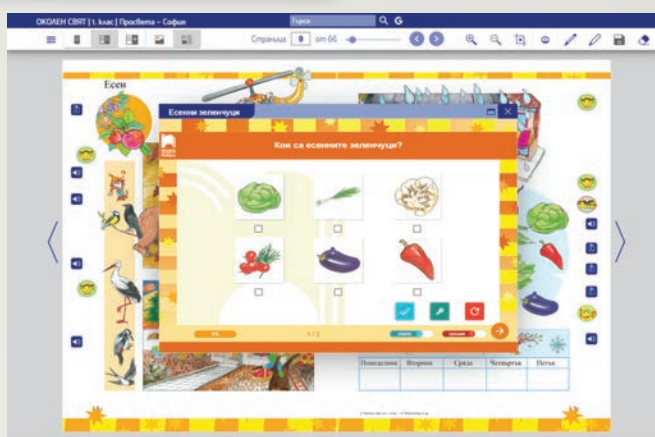 ОКОЛЕН СВЯТ | 1. клас | Просвета – София
Търси
Страница 9 от 66
Есен
Есенни зеленчуци
Кои са есенните зеленчуци?
1 / 2
Понеделник Вторник Сряда Четвъртък Петък